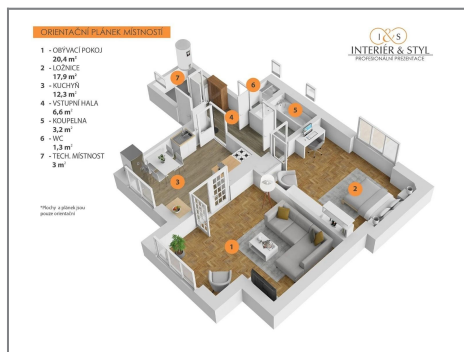 ORIENTAČNÍ PLÁNEK MÍSTNOSTÍ
1 - OBÝVACÍ POKOJ
20,4 m²
2 - LOŽNICE
17,9 m²
3 - KUCHYŇ
12,3 m²
4 - VSTUPNÍ HALA
6,6 m²
5 - KOUPELNA
3,2 m²
6 - WC
1,3 m²
7 - TECH. MÍSTNOST
3 m²
*Plochy a plánek jsou
pouze orientační
I & S
INTERIÉR & STYL
PROFESIONÁLNÍ PREZENTACE
7
6
4
5
3
2
1